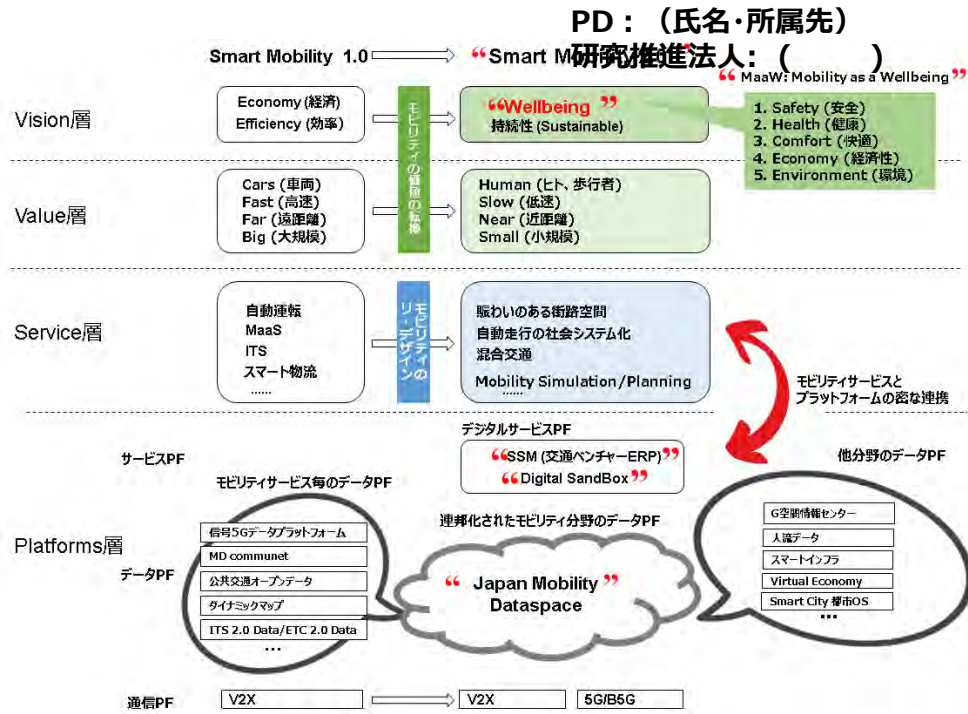 PD：（氏名・所属先）
研究推進法人：（　　　）
Smart Mobility 1.0
“Smart Mobility
“ MaaW: Mobility as a Wellbeing ”
Vision層
Economy (経済)
Efficiency (効率)
モビリティの価値の転換
“Wellbeing ”
持続性 (Sustainable)
1. Safety (安全)
2. Health (健康)
3. Comfort (快適)
4. Economy (経済性)
5. Environment (環境)
Value層
Cars (車両)
Fast (高速)
Far (遠距離)
Big (大規模)
Human (ヒト、歩行者)
Slow (低速)
Near (近距離)
Small (小規模)
Service層
自動運転
MaaS
ITS
スマート物流
……
モビリティの
リ・デザイン
賑わいのある街路空間
自動走行の社会システム化
混合交通
Mobility Simulation/Planning
……
モビリティサービスと
プラットフォームの密な連携
デジタルサービスPF
サービスPF
“SSM (交通ベンチャーERP)”
“Digital SandBox”
他分野のデータPF
モビリティサービス毎のデータPF
連邦化されたモビリティ分野のデータPF
Platforms層
データPF
信号5Gデータプラットフォーム
MD communet
公共交通オープンデータ
ダイナミックマップ
ITS 2.0 Data/ETC 2.0 Data
…
“ Japan Mobility ”
Dataspace
G空間情報センター
人流データ
スマートインフラ
Virtual Economy
Smart City 都市OS
…
通信PF
V2X
V2X
5G/B5G